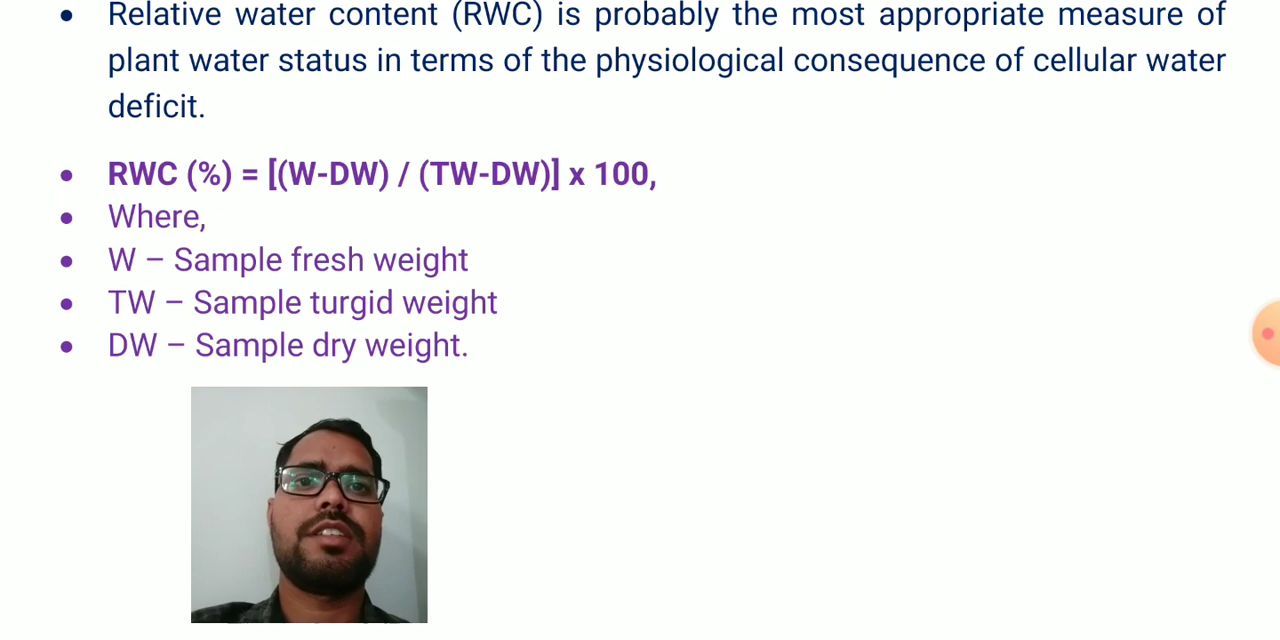 • Relative water content (RWC) is probably the most appropriate measure of
plant water status in terms of the physiological consequence of cellular water
deficit.
• RWC (%) = [(W-DW) / (TW-DW)] x 100,
• Where,
• W – Sample fresh weight
• TW – Sample turgid weight
• DW – Sample dry weight.